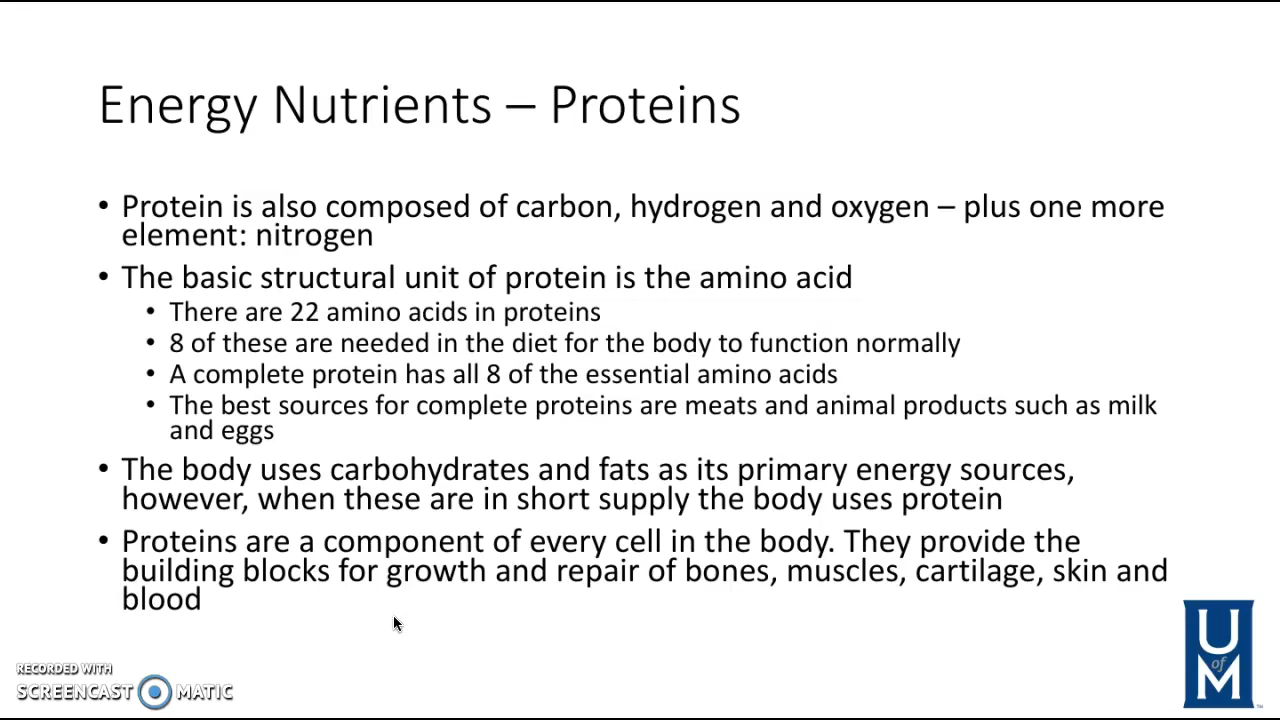 Energy Nutrients – Proteins
• Protein is also composed of carbon, hydrogen and oxygen – plus one more
element: nitrogen
• The basic structural unit of protein is the amino acid
• There are 22 amino acids in proteins
• 8 of these are needed in the diet for the body to function normally
• A complete protein has all 8 of the essential amino acids
• The best sources for complete proteins are meats and animal products such as milk
and eggs
• The body uses carbohydrates and fats as its primary energy sources,
however, when these are in short supply the body uses protein
• Proteins are a component of every cell in the body. They provide the
building blocks for growth and repair of bones, muscles, cartilage, skin and
blood
RECORDED WITH
SCREENCAST MATIC
U
of
M
TM